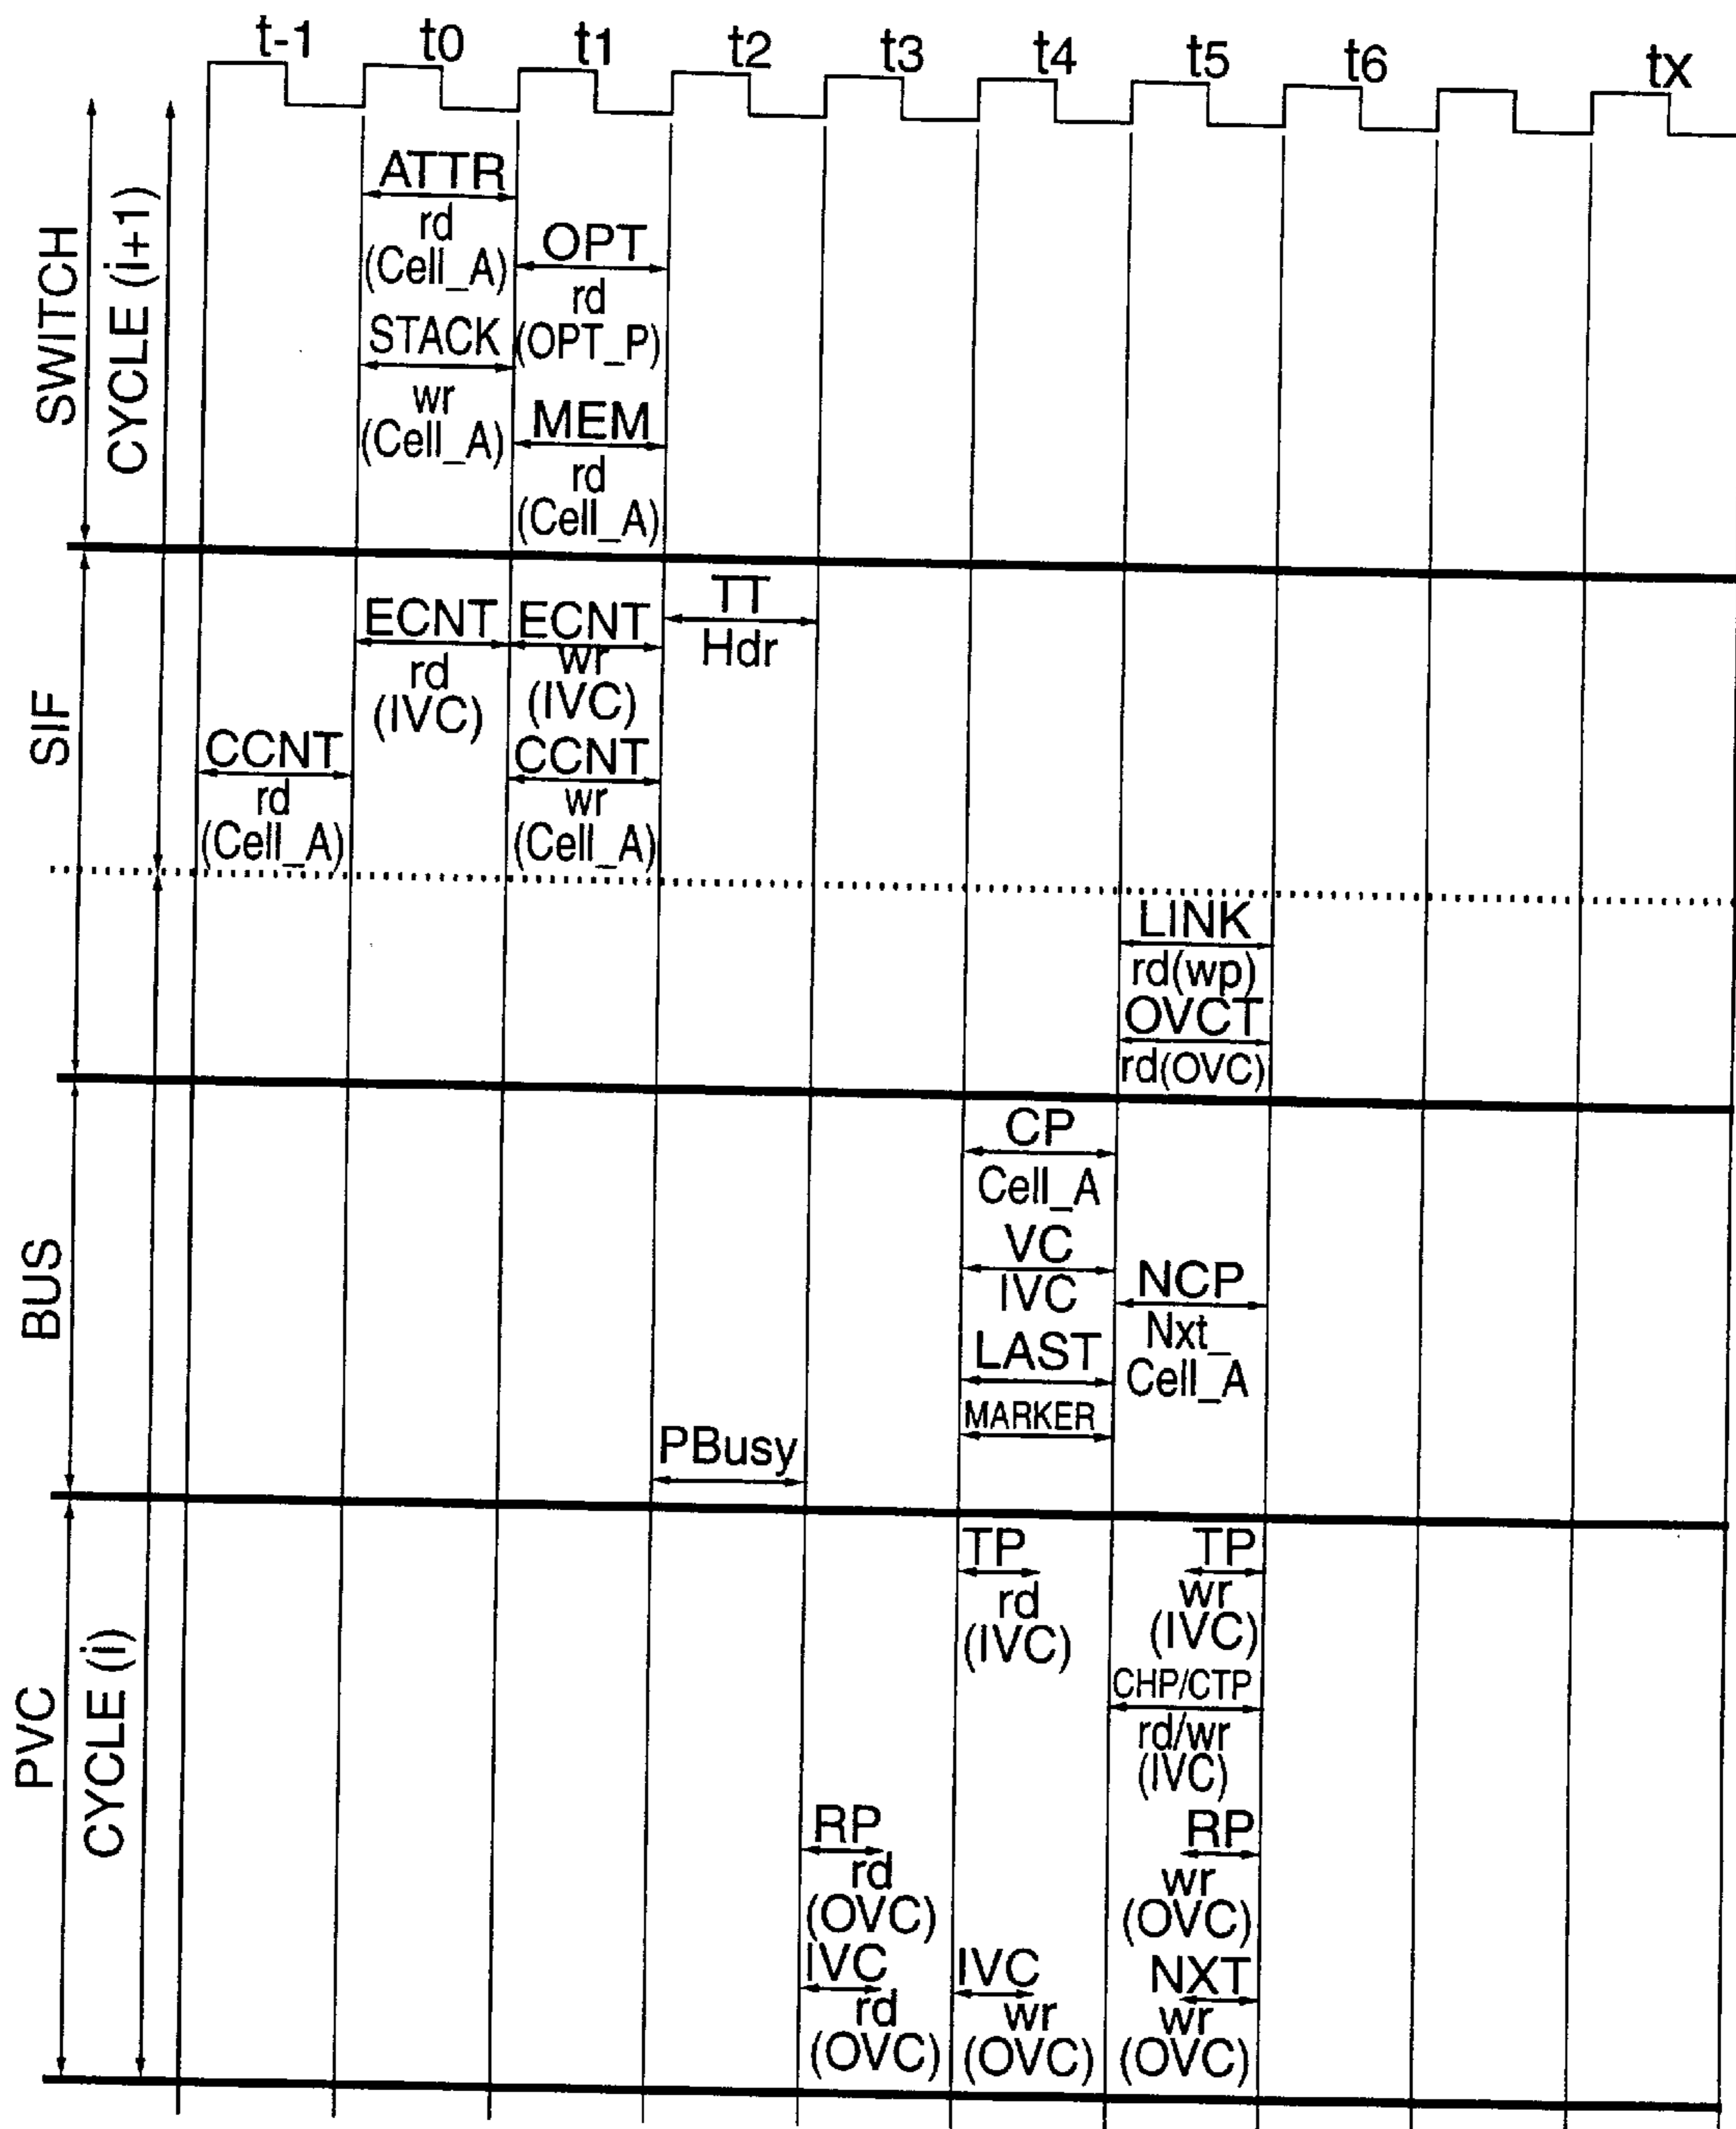 t-1 t0 t1 t2 t3 t4 t5 t6 tx
SWITCH
CYCLE (i+1)
ATTR
rd
(Cell_A)
STACK
wr
(Cell_A)
OPT
rd
(OPT_P)
MEM
rd
(Cell_A)
SIF
CCNT
rd
(Cell_A)
ECNT
rd
(IVC)
ECNT
wr
(IVC)
CCNT
wr
(Cell_A)
TT
Hdr
LINK
rd(wp)
OVCT
rd(OVC)
BUS
PBusy
CP
Cell_A
VC
IVC
LAST
MARKER
NCP
Nxt_
Cell_A
PVC
CYCLE (i)
RP
rd
(OVC)
IVC
rd
(OVC)
TP
rd
(IVC)
IVC
wr
(OVC)
TP
wr
(IVC)
CHP/CTP
rd/wr
(IVC)
RP
wr
(OVC)
NXT
wr
(OVC)